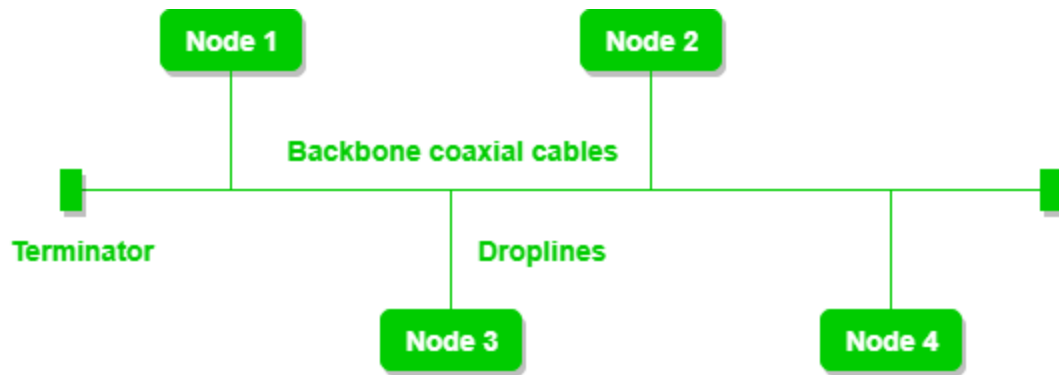 Node 1
Node 2
Backbone coaxial cables
Terminator
Droplines
Node 3
Node 4